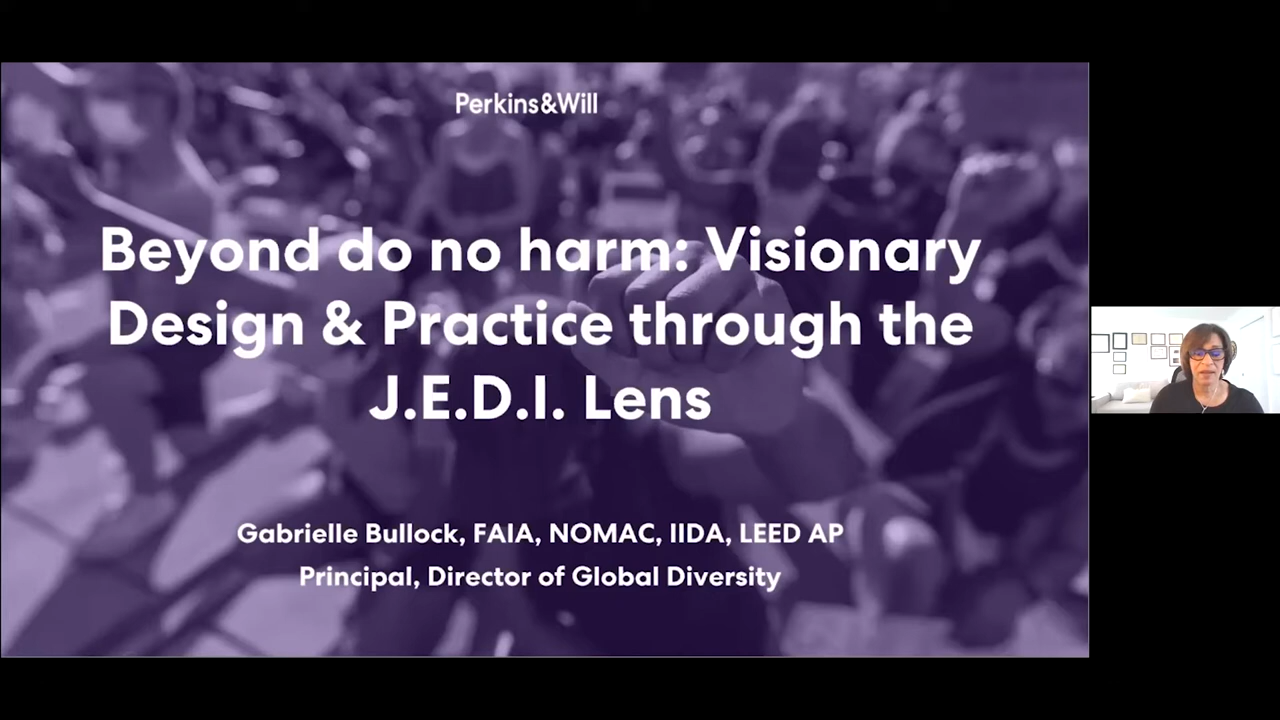 Perkins&Will
Beyond do no harm: Visionary
Design & Practice through the
J.E.D.I. Lens
Gabrielle Bullock, FAIA, NOMAC, IIDA, LEED AP
Principal, Director of Global Diversity